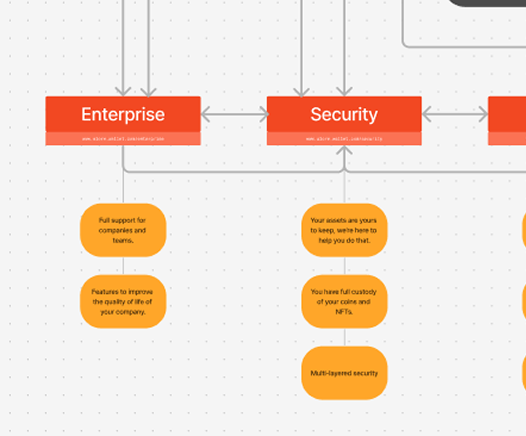 Enterprise
Security
Full support for
companies and
teams.
Your assets are yours
to keep, we're here to
help you do that.
Features to improve
the quality of life of
your company.
You have full custody
of your coins and
NFTs.
Multi-layered security